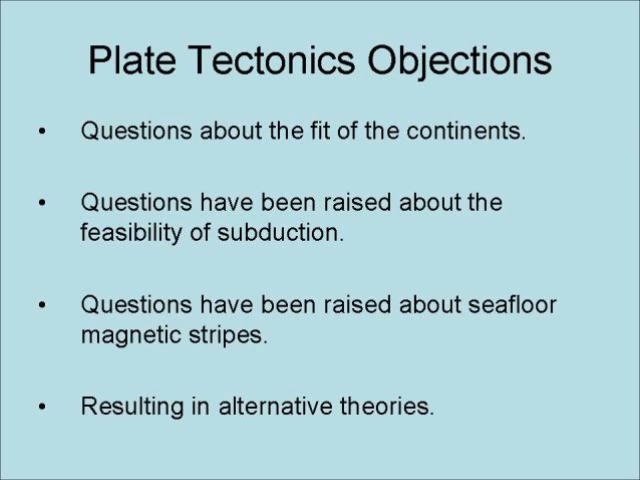 Plate Tectonics Objections
• Questions about the fit of the continents.
• Questions have been raised about the
feasibility of subduction.
• Questions have been raised about seafloor
magnetic stripes.
• Resulting in alternative theories.